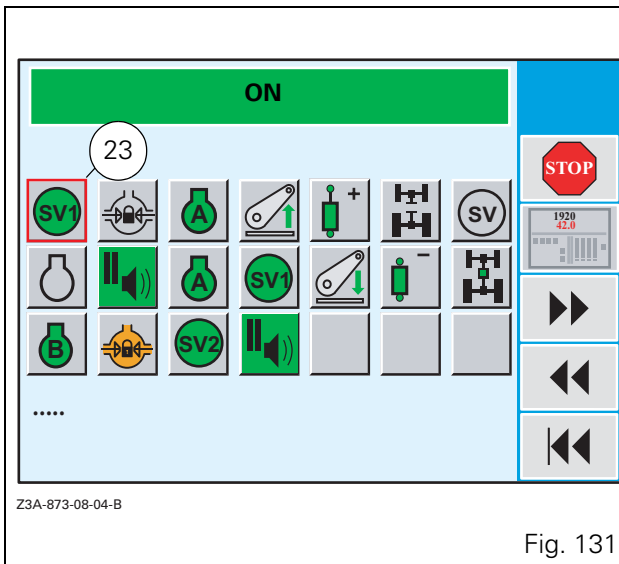 ON
23
STOP
SV1
A
+
SV
1920
42.0
A
SV1
−
B
SV2
.....
Z3A-873-08-04-B
Fig. 131